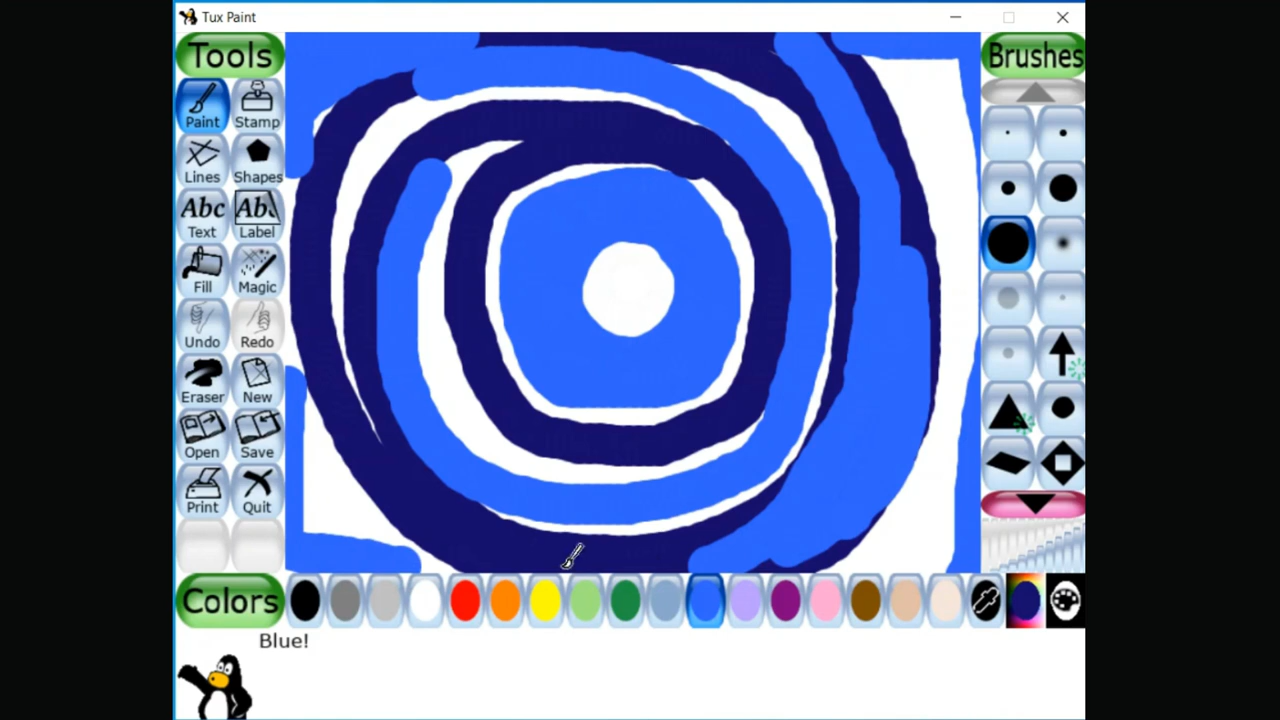 Tux Paint
Tools
Brushes
Paint
Stamp
Lines
Shapes
Abc
Abc
Text
Label
Fill
Magic
Undo
Redo
Eraser
New
Open
Save
Print
Quit
Colors
Blue!